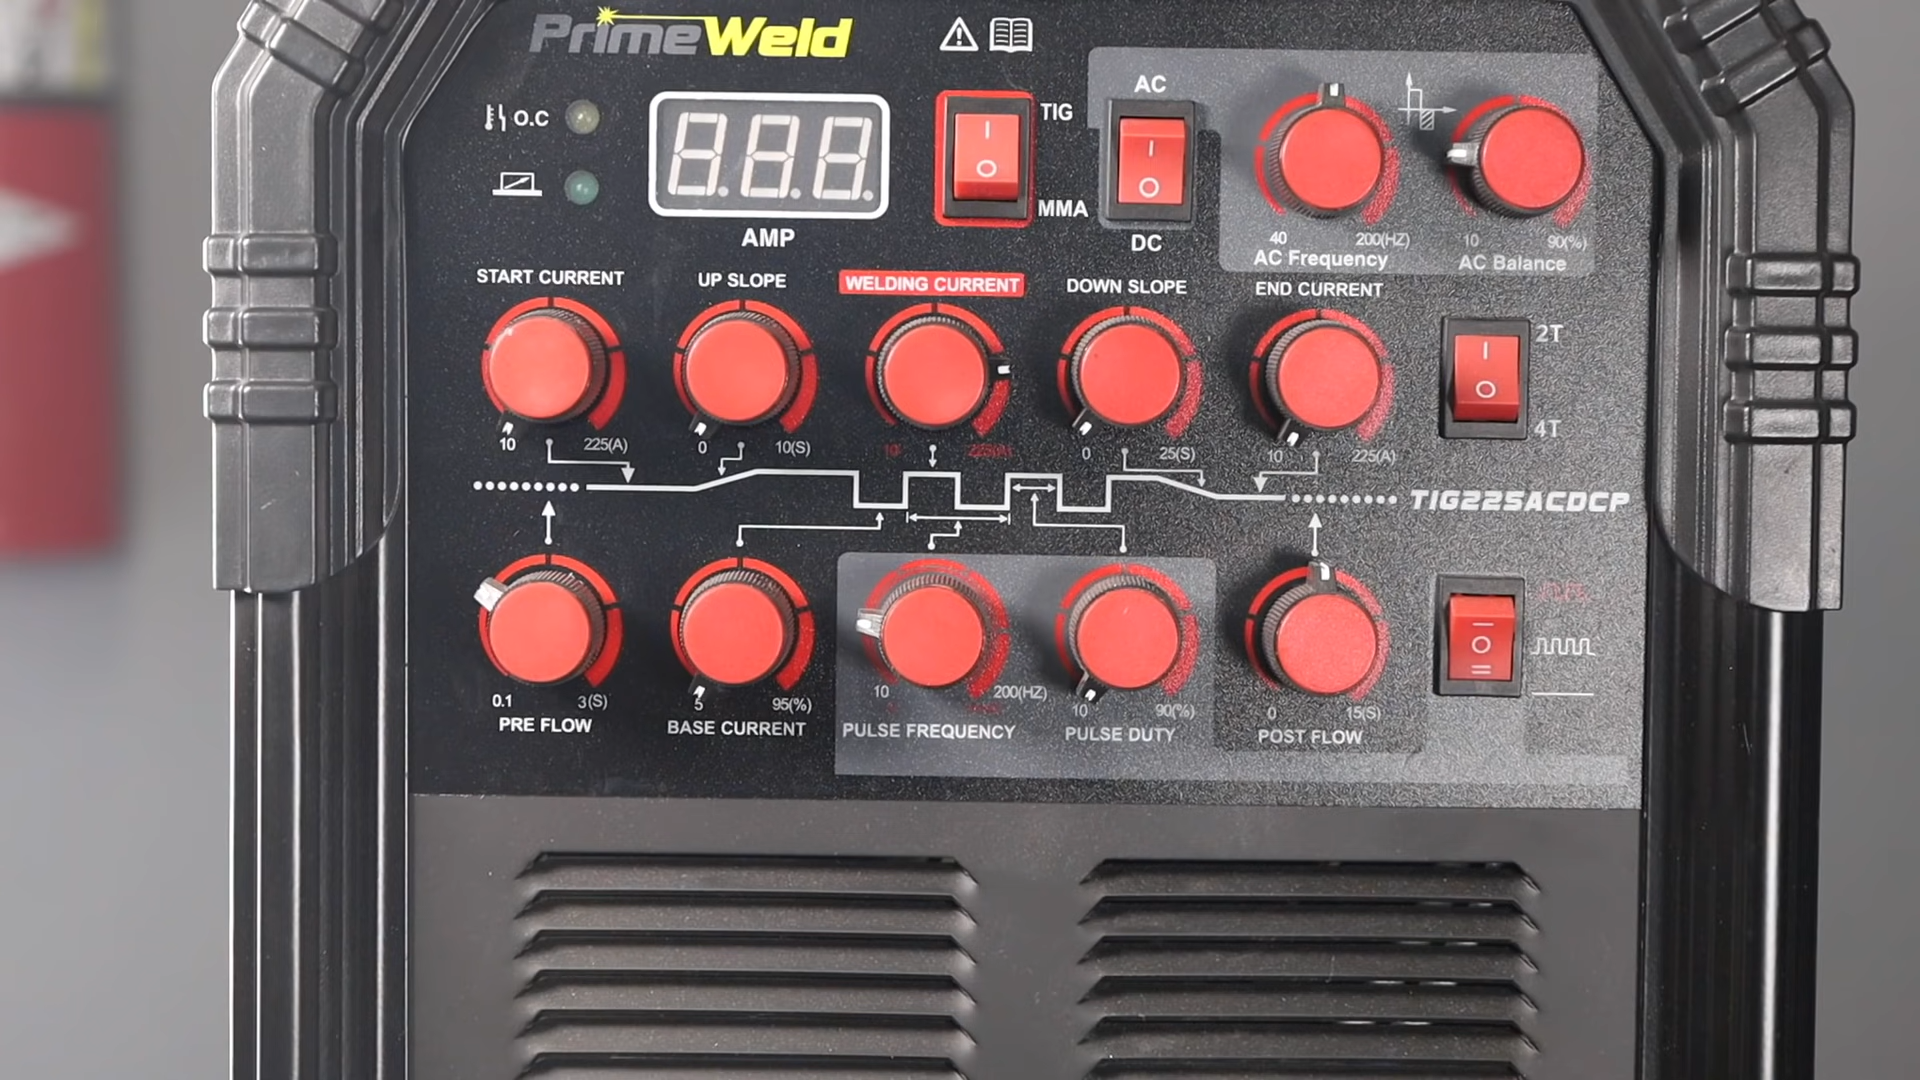 PrimeWeld
O.C
AMP
TIG
MMA
AC
DC
40 200(HZ)
AC Frequency
10 90(%)
AC Balance
START CURRENT
10 225(A)
UP SLOPE
0 10(S)
WELDING CURRENT
10 225(A)
DOWN SLOPE
0 25(S)
END CURRENT
10 225(A)
2T
4T
TIG225ACDCP
0.1 3(S)
PRE FLOW
5 95(%)
BASE CURRENT
10 200(HZ)
PULSE FREQUENCY
10 90(%)
PULSE DUTY
0 15(S)
POST FLOW